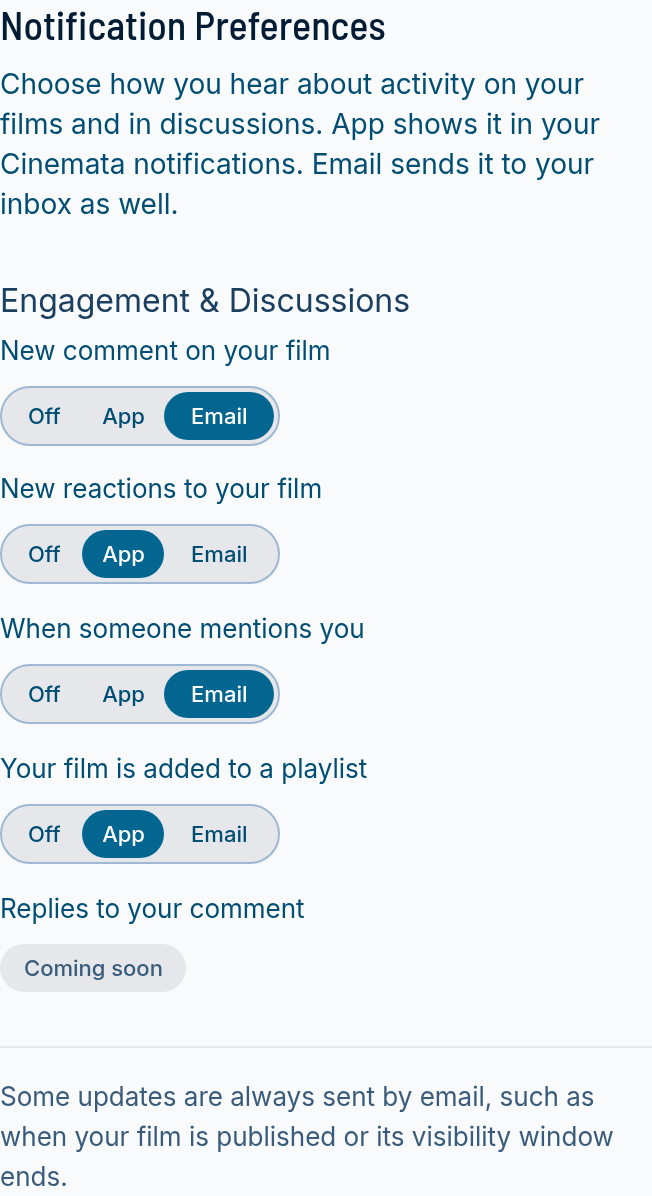 Notification Preferences
Choose how you hear about activity on your
films and in discussions. App shows it in your
Cinemata notifications. Email sends it to your
inbox as well.
Engagement & Discussions
New comment on your film
Off App Email
New reactions to your film
Off App Email
When someone mentions you
Off App Email
Your film is added to a playlist
Off App Email
Replies to your comment
Coming soon
Some updates are always sent by email, such as
when your film is published or its visibility window
ends.